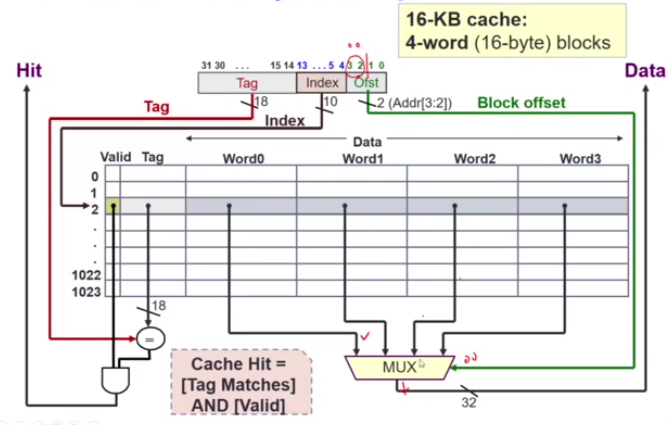 16-KB cache:
4-word (16-byte) blocks
Hit
Data
00
31 30 ... 15 14 13 ... 5 4 3 2 1 0
Tag Index Ofst
18 10 2 (Addr[3:2]) Block offset
Tag
Index
Data
Valid Tag Word0 Word1 Word2 Word3
0
1
2
.
.
.
1022
1023
18
=
00
MUX
32
Cache Hit =
[Tag Matches]
AND [Valid]